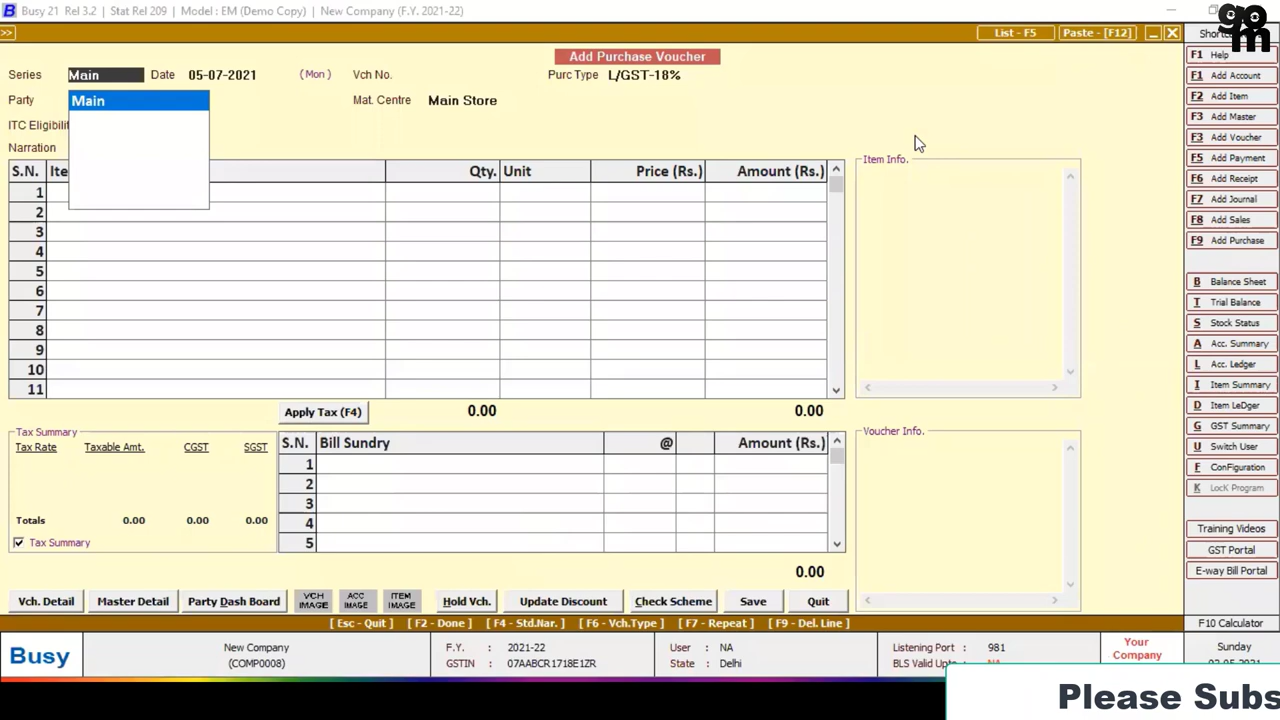 Busy 21 Rel 3.2 | Stat Rel 209 | Model : EM (Demo Copy) | New Company (F.Y. 2021-22)
gom
>>
List - F5
Paste - [F12]
Add Purchase Voucher
Series Main Date 05-07-2021 (Mon) Vch No. Purc Type L/GST-18%
Party Main Mat. Centre Main Store
Narration
S.N. Qty. Unit Price (Rs.) Amount (Rs.)
1
2
3
4
5
6
7
8
9
10
11
Apply Tax (F4) 0.00 0.00
Item Info.
Tax Summary
Tax Rate Taxable Amt. CGST SGST
Totals 0.00 0.00 0.00
Tax Summary
S.N. Bill Sundry @ Amount (Rs.)
1
2
3
4
5
0.00
Voucher Info.
Vch. Detail Master Detail Party Dash Board VCH IMAGE ACC IMAGE ITEM IMAGE Hold Vch. Update Discount Check Scheme Save Quit
[ Esc - Quit ] [ F2 - Done ] [ F4 - Std.Nar. ] [ F6 - Vch.Type ] [ F7 - Repeat ] [ F9 - Del. Line ]
F1 Help
F1 Add Account
F2 Add Item
F3 Add Master
F3 Add Voucher
F5 Add Payment
F6 Add Receipt
F7 Add Journal
F8 Add Sales
F9 Add Purchase
B Balance Sheet
T Trial Balance
S Stock Status
A Acc. Summary
L Acc. Ledger
I Item Summary
D Item LeDger
G GST Summary
U Switch User
F ConFiguration
K LocK Program
Training Videos
GST Portal
E-way Bill Portal
F10 Calculator
Busy
New Company
(COMP0008)
F.Y. : 2021-22
GSTIN : 07AABCR1718E1ZR
User : NA
State : Delhi
Listening Port : 981
BLS Valid Upto
Your
Company
Sunday
Please Subs